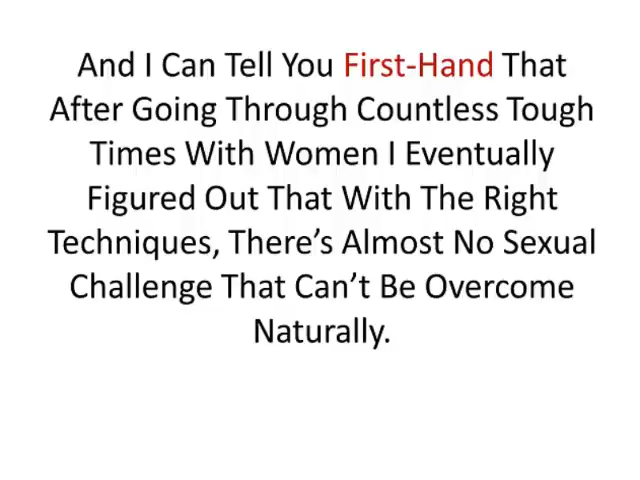 And I Can Tell You First-Hand That
After Going Through Countless Tough
Times With Women I Eventually
Figured Out That With The Right
Techniques, There’s Almost No Sexual
Challenge That Can’t Be Overcome
Naturally.